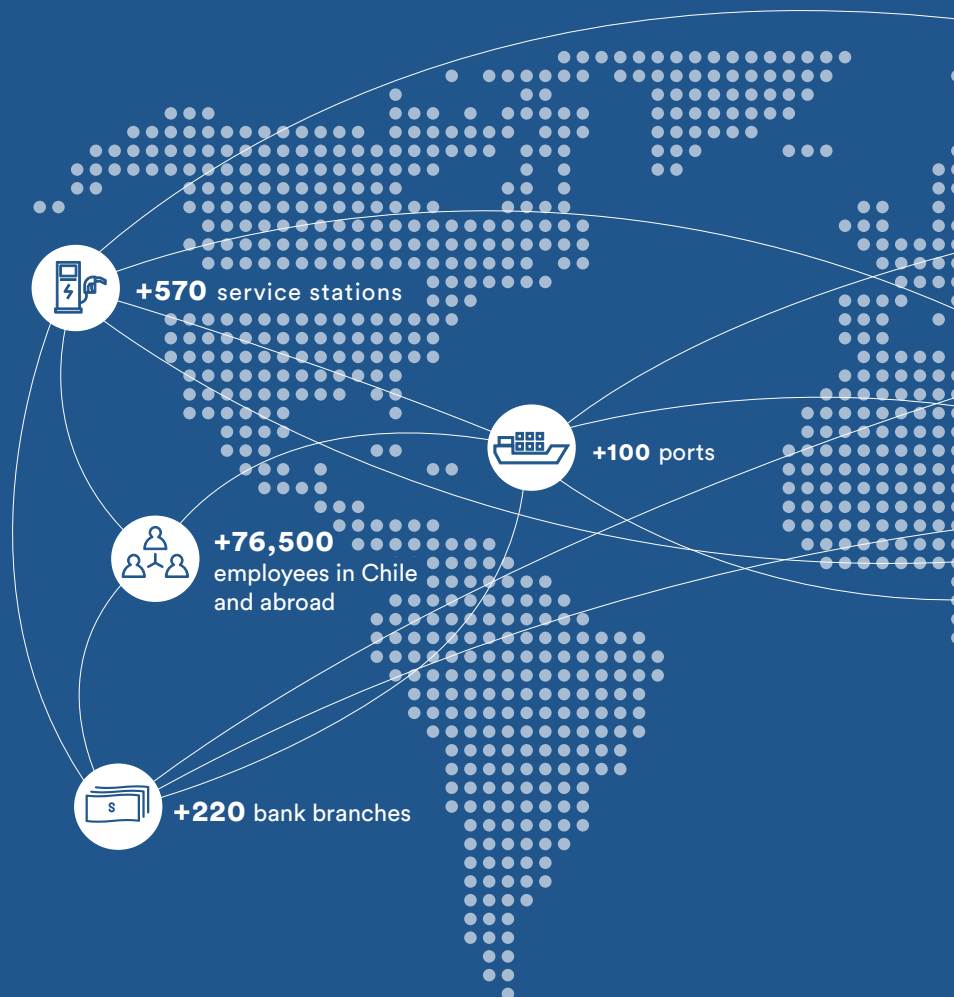 +570 service stations
+100 ports
+76,500
employees in Chile
and abroad
+220 bank branches